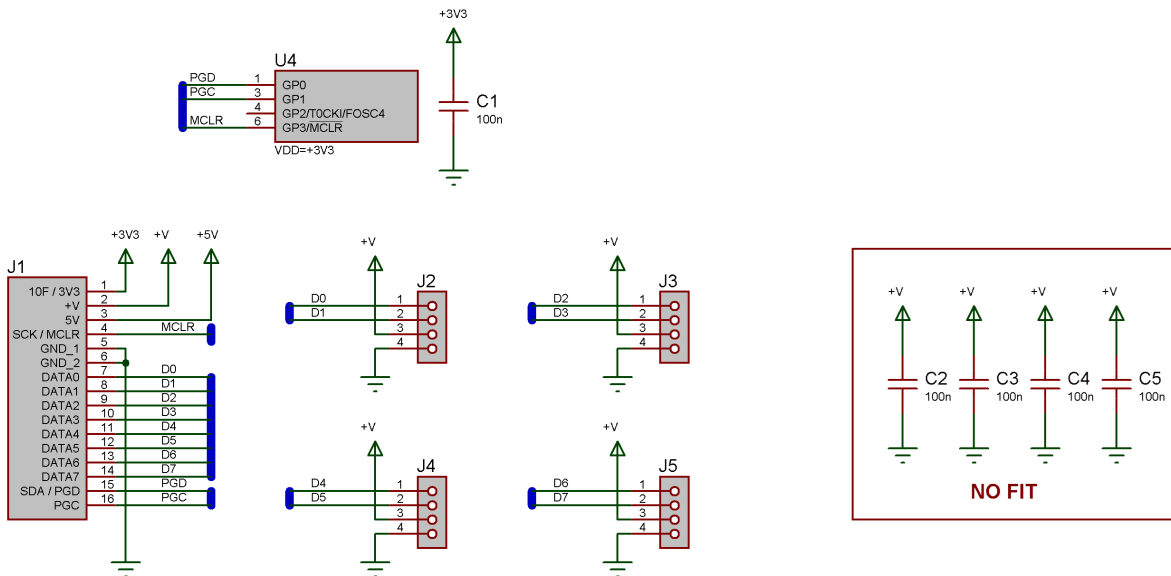 +3V3
U4
PGD 1 GP0
PGC 3 GP1
4 GP2/T0CKI/FOSC4
MCLR 6 GP3/MCLR
VDD=+3V3
C1
100n
+3V3 +V +5V
J1
10F / 3V3 1
+V 2
5V 3
SCK / MCLR 4 MCLR
GND_1 5
GND_2 6
DATA0 7 D0
DATA1 8 D1
DATA2 9 D2
DATA3 10 D3
DATA4 11 D4
DATA5 12 D5
DATA6 13 D6
DATA7 14 D7
SDA / PGD 15 PGD
PGC 16 PGC
+V
J2
D0 1
D1 2
3
4
+V
J3
D2 1
D3 2
3
4
+V
J4
D4 1
D5 2
3
4
+V
J5
D6 1
D7 2
3
4
+V +V +V +V
C2 C3 C4 C5
100n 100n 100n 100n
NO FIT